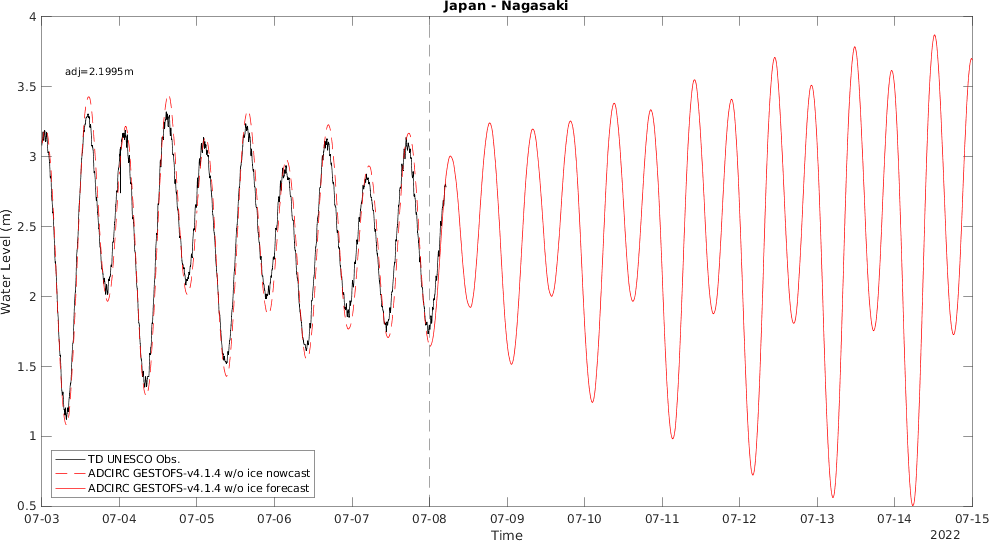 Japan - Nagasaki
4
adj=2.1995m
3.5
3
2.5
2
1.5
1
0.5
Water Level (m)
TD UNESCO Obs.
ADCIRC GESTOFS-v4.1.4 w/o ice nowcast
ADCIRC GESTOFS-v4.1.4 w/o ice forecast
07-03 07-04 07-05 07-06 07-07 07-08 07-09 07-10 07-11 07-12 07-13 07-14 07-15
Time
2022